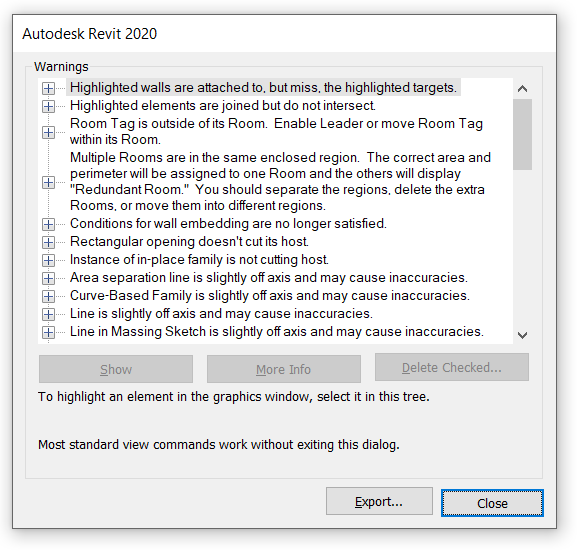 Autodesk Revit 2020
Warnings
Highlighted walls are attached to, but miss, the highlighted targets.
Highlighted elements are joined but do not intersect.
Room Tag is outside of its Room.  Enable Leader or move Room Tag
within its Room.
Multiple Rooms are in the same enclosed region.  The correct area and
perimeter will be assigned to one Room and the others will display
"Redundant Room."  You should separate the regions, delete the extra
Rooms, or move them into different regions.
Conditions for wall embedding are no longer satisfied.
Rectangular opening doesn't cut its host.
Instance of in-place family is not cutting host.
Area separation line is slightly off axis and may cause inaccuracies.
Curve-Based Family is slightly off axis and may cause inaccuracies.
Line is slightly off axis and may cause inaccuracies.
Line in Massing Sketch is slightly off axis and may cause inaccuracies.
Show
More Info
Delete Checked...
To highlight an element in the graphics window, select it in this tree.
Most standard view commands work without exiting this dialog.
Export...
Close